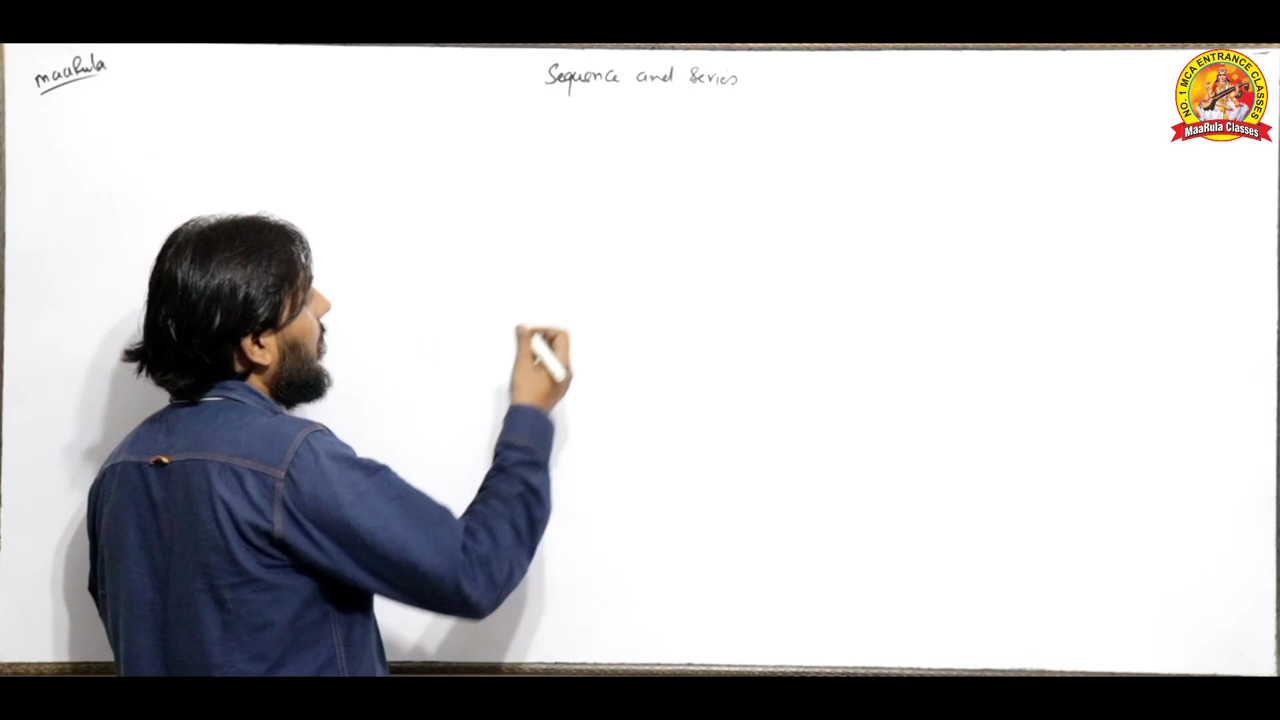 maaRula
Sequence and Series
NO. 1 MCA ENTRANCE CLASSES
MaaRula Classes